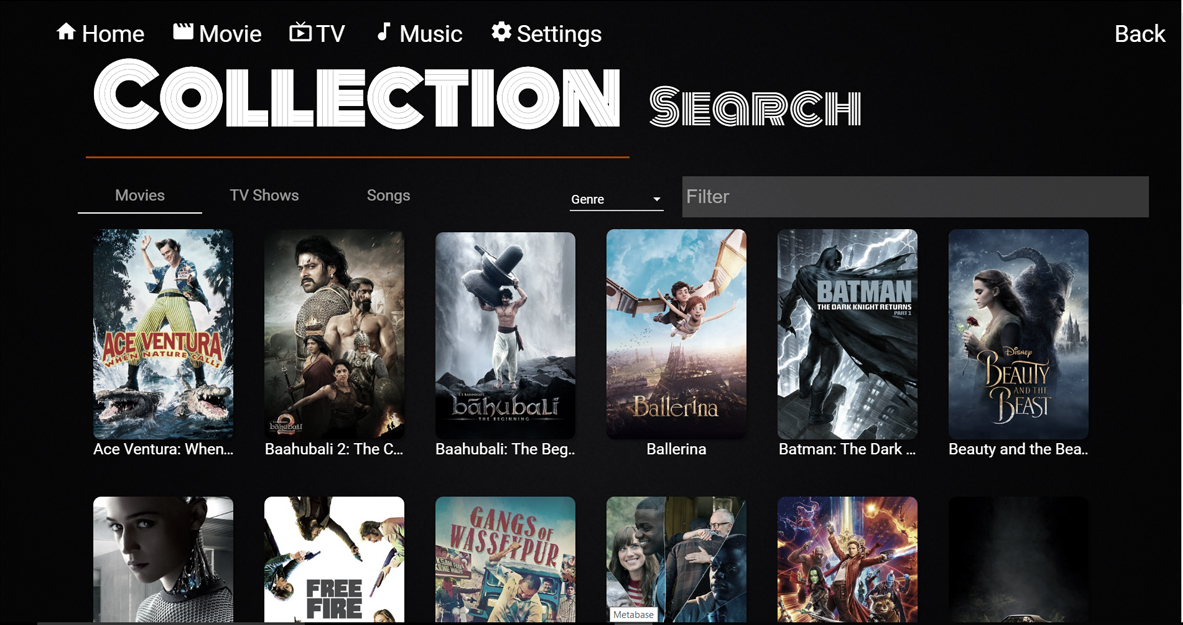 Home Movie TV Music Settings Back
COLLECTION SEARCH
Movies TV Shows Songs Genre Filter
ACE VENTURA
WHEN NATURE CALLS
2
bāhubali
bāhubali
THE BEGINNING
Ballerina
BATMAN
THE DARK KNIGHT RETURNS
PART 1
Disney
BEAUTY
AND THE
BEAST
Ace Ventura: When... Baahubali 2: The C... Baahubali: The Beg.. Ballerina Batman: The Dark ... Beauty and the Bea..
FREE
FIRE
GANGS OF
WASSEYPUR
Metabase